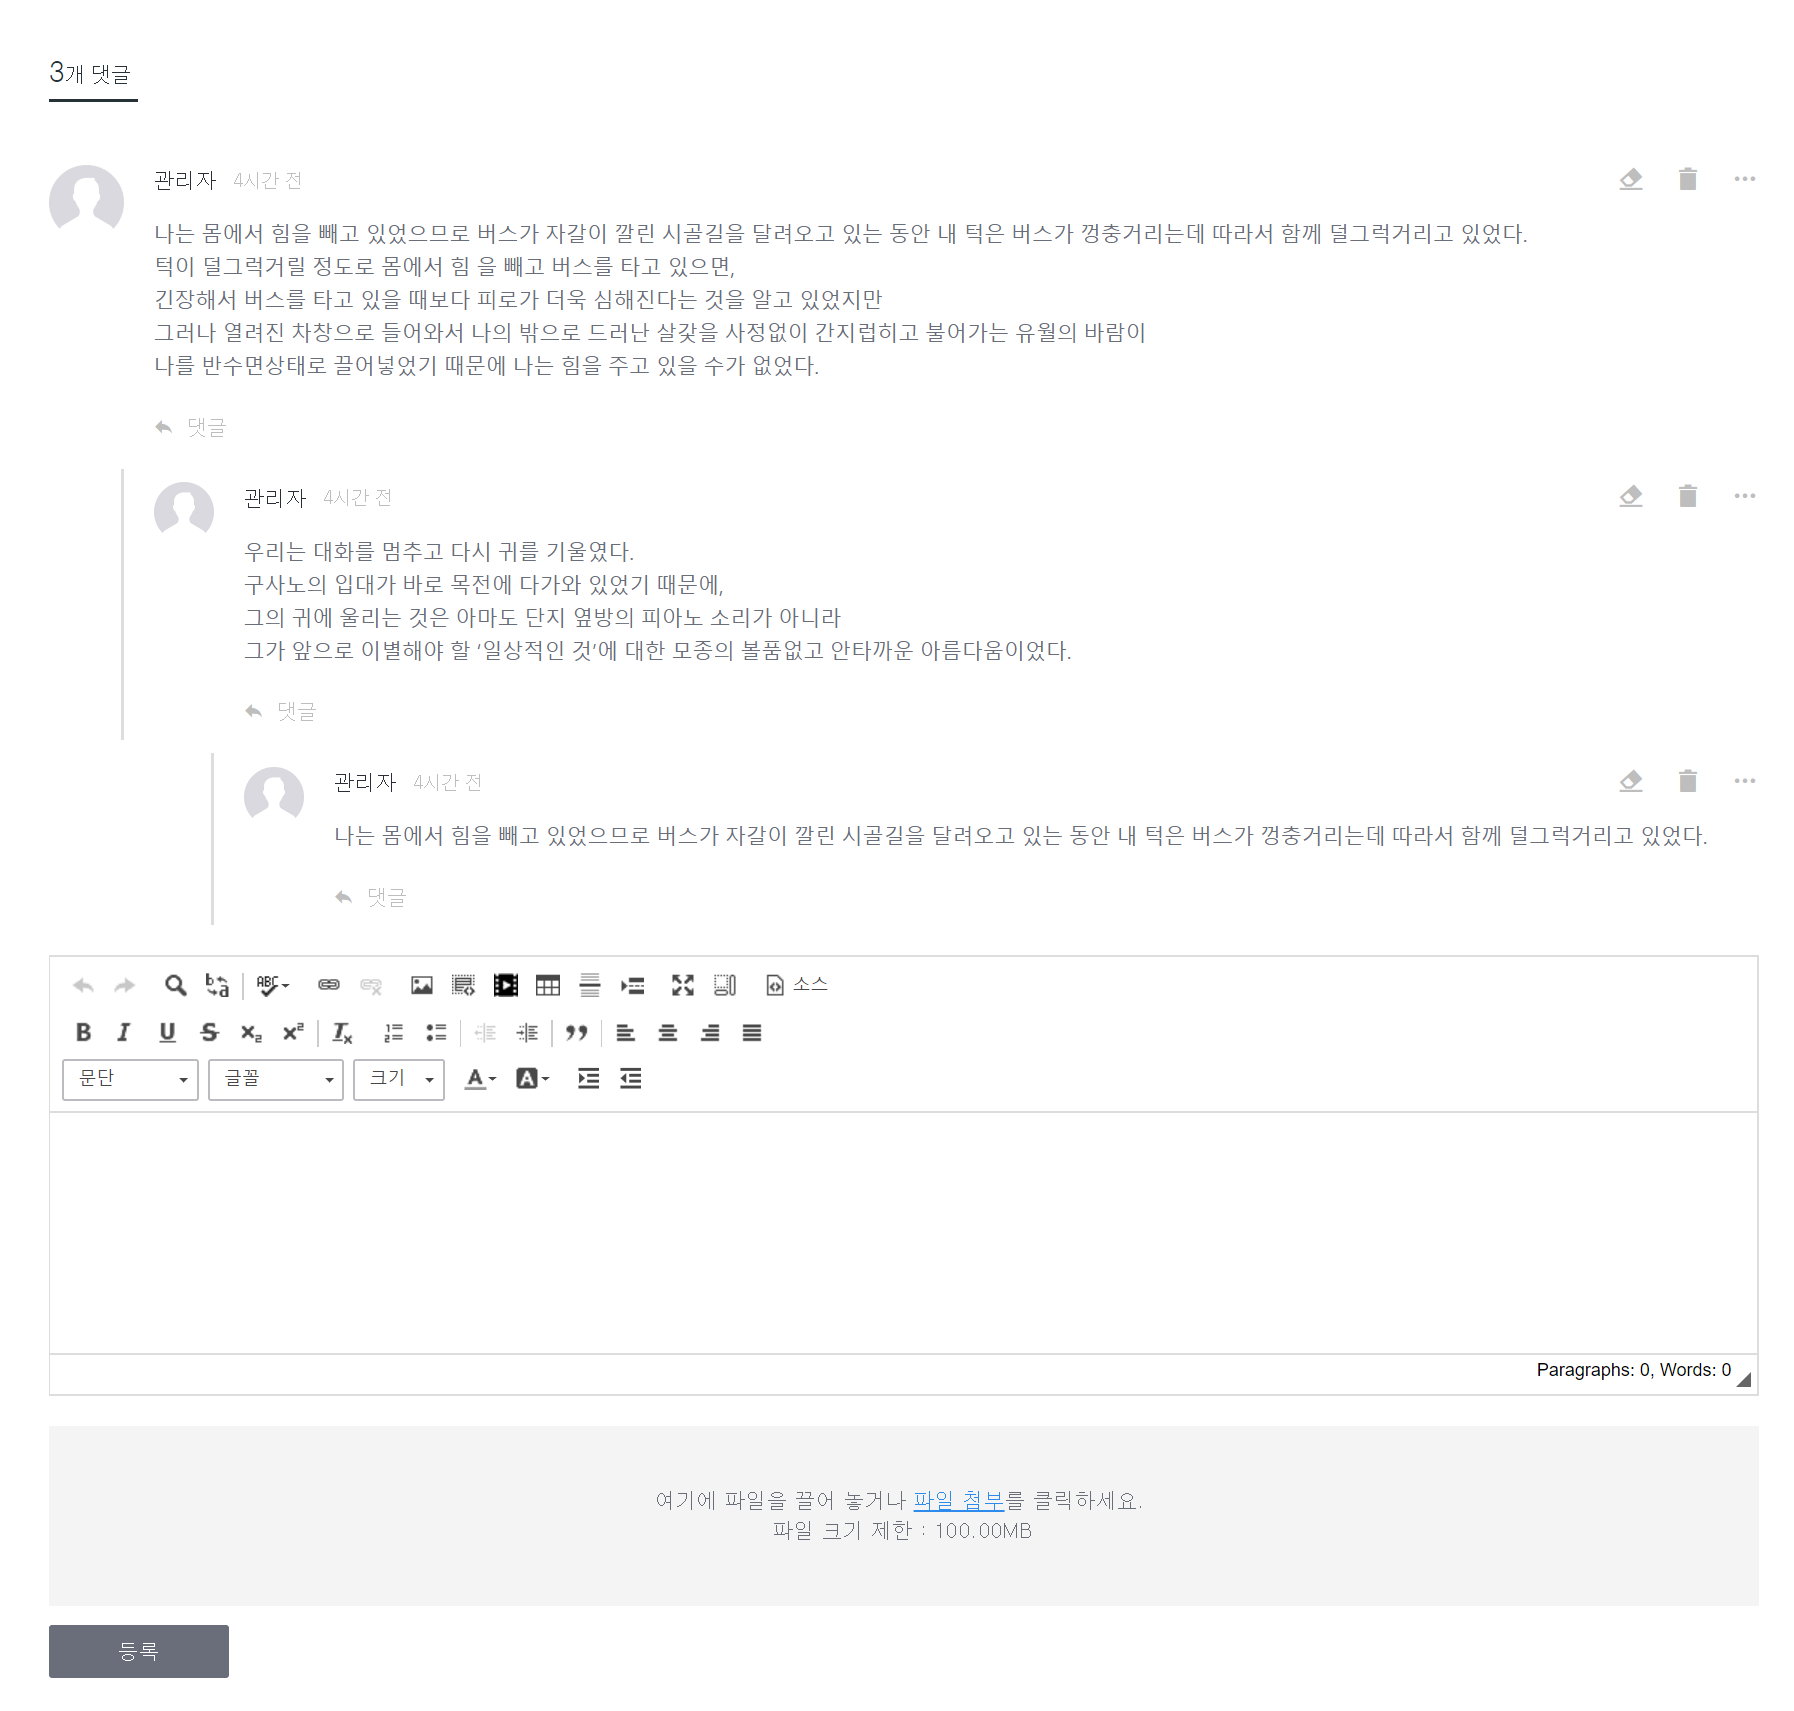 3개 댓글
관리자 4시간 전
나는 몸에서 힘을 빼고 있었으므로 버스가 자갈이 깔린 시골길을 달려오고 있는 동안 내 턱은 버스가 껑충거리는데 따라서 함께 덜그럭거리고 있었다.
턱이 덜그럭거릴 정도로 몸에서 힘 을 빼고 버스를 타고 있으면,
긴장해서 버스를 타고 있을 때보다 피로가 더욱 심해진다는 것을 알고 있었지만
그러나 열려진 차창으로 들어와서 나의 밖으로 드러난 살갗을 사정없이 간지럽히고 불어가는 유월의 바람이
나를 반수면상태로 끌어넣었기 때문에 나는 힘을 주고 있을 수가 없었다.
댓글
관리자 4시간 전
우리는 대화를 멈추고 다시 귀를 기울였다.
구사노의 입대가 바로 목전에 다가와 있었기 때문에,
그의 귀에 울리는 것은 아마도 단지 옆방의 피아노 소리가 아니라
그가 앞으로 이별해야 할 ‘일상적인 것’에 대한 모종의 볼품없고 안타까운 아름다움이었다.
댓글
관리자 4시간 전
나는 몸에서 힘을 빼고 있었으므로 버스가 자갈이 깔린 시골길을 달려오고 있는 동안 내 턱은 버스가 껑충거리는데 따라서 함께 덜그럭거리고 있었다.
댓글
소스
문단 글꼴 크기
Paragraphs: 0, Words: 0
여기에 파일을 끌어 놓거나 파일 첨부를 클릭하세요.
파일 크기 제한 : 100.00MB
등록